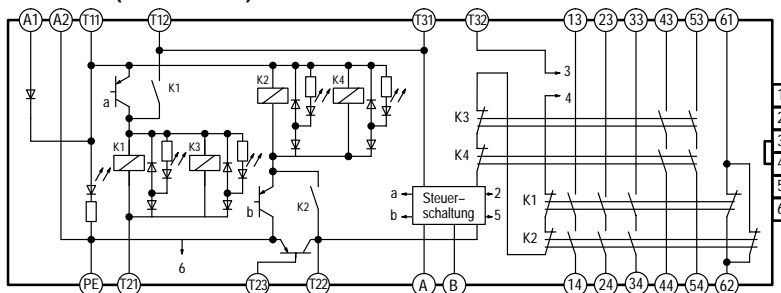 A1 A2 T11 T12 T31 T32 13 23 33 43 53 61
K1
a
K2 K4
3
4
1
2
3
4
5
6
K3
K1 K3
K4
a Steuer– 2
b schaltung 5
b
K2
K1
K2
6
PE T21 T23 T22 A B 14 24 34 44 54 62